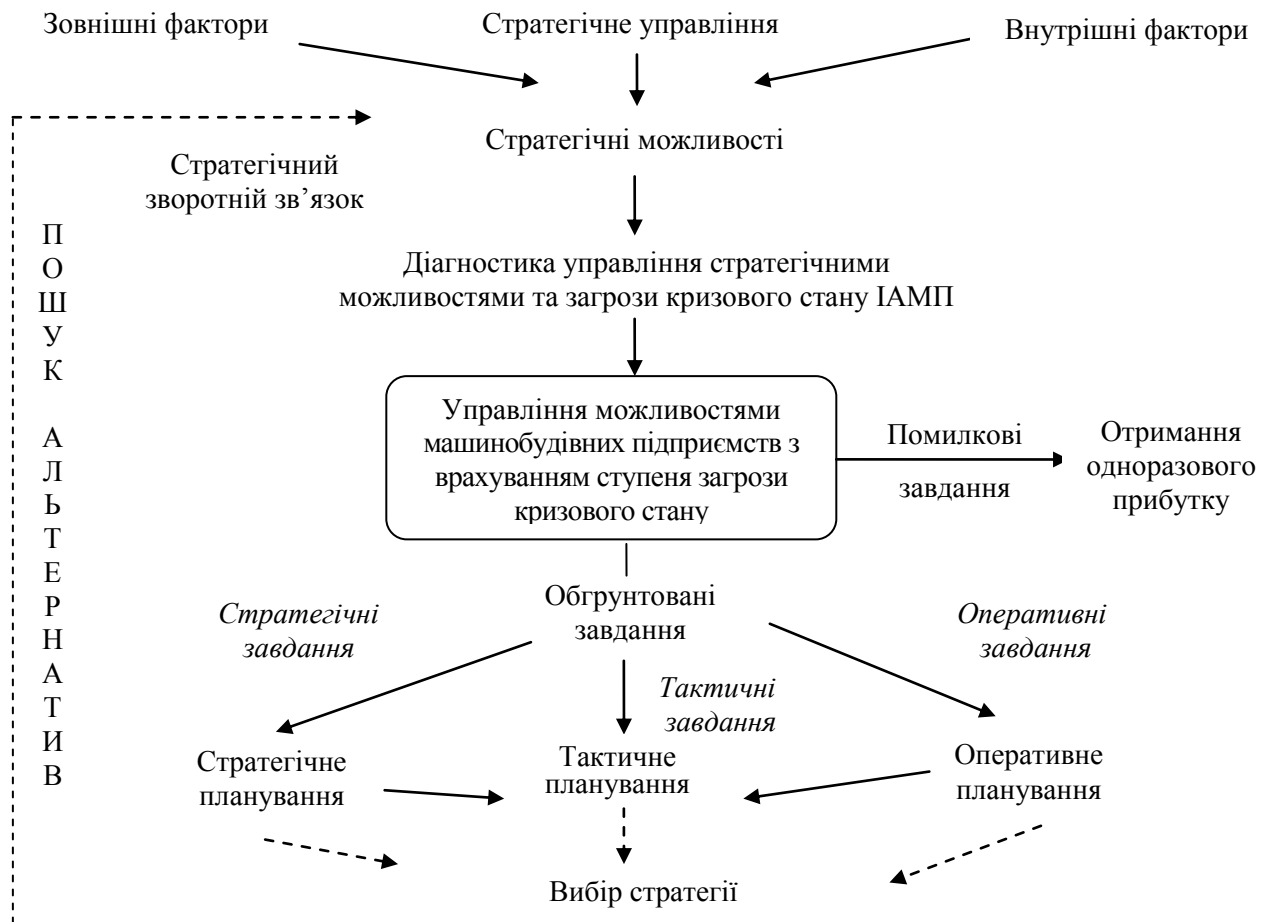 Зовнішні фактори
Стратегічне управління
Внутрішні фактори
Стратегічні можливості
Стратегічний
зворотній зв’язок
ПОШУК АЛЬТЕРНАТИВ
Діагностика управління стратегічними
можливостями та загрози кризового стану ІАМП
Управління можливостями
машинобудівних підприємств з
врахуванням ступеня загрози
кризового стану
Помилкові
завдання
Отримання
одноразового
прибутку
Обгрунтовані
завдання
Стратегічні
завдання
Оперативні
завдання
Тактичні
завдання
Стратегічне
планування
Тактичне
планування
Оперативне
планування
Вибір стратегії